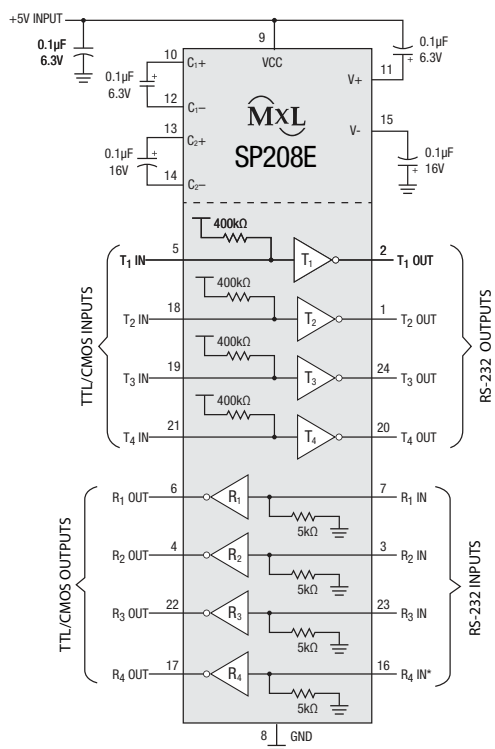 +5V INPUT
0.1µF
6.3V
9
VCC
0.1µF
6.3V
11
V+
10
C1+
0.1µF
6.3V
12
C1–
13
C2+
0.1µF
16V
14
C2–
MXL
SP208E
15
V-
0.1µF
16V
400kΩ
T1 IN
5
T1
2
T1 OUT
400kΩ
T2 IN
18
T2
1
T2 OUT
400kΩ
T3 IN
19
T3
24
T3 OUT
400kΩ
T4 IN
21
T4
20
T4 OUT
TTL/CMOS INPUTS
RS-232 OUTPUTS
R1 OUT
6
R1
7
R1 IN
5kΩ
R2 OUT
4
R2
3
R2 IN
5kΩ
R3 OUT
22
R3
23
R3 IN
5kΩ
R4 OUT
17
R4
16
R4 IN*
5kΩ
TTL/CMOS OUTPUTS
RS-232 INPUTS
8
GND